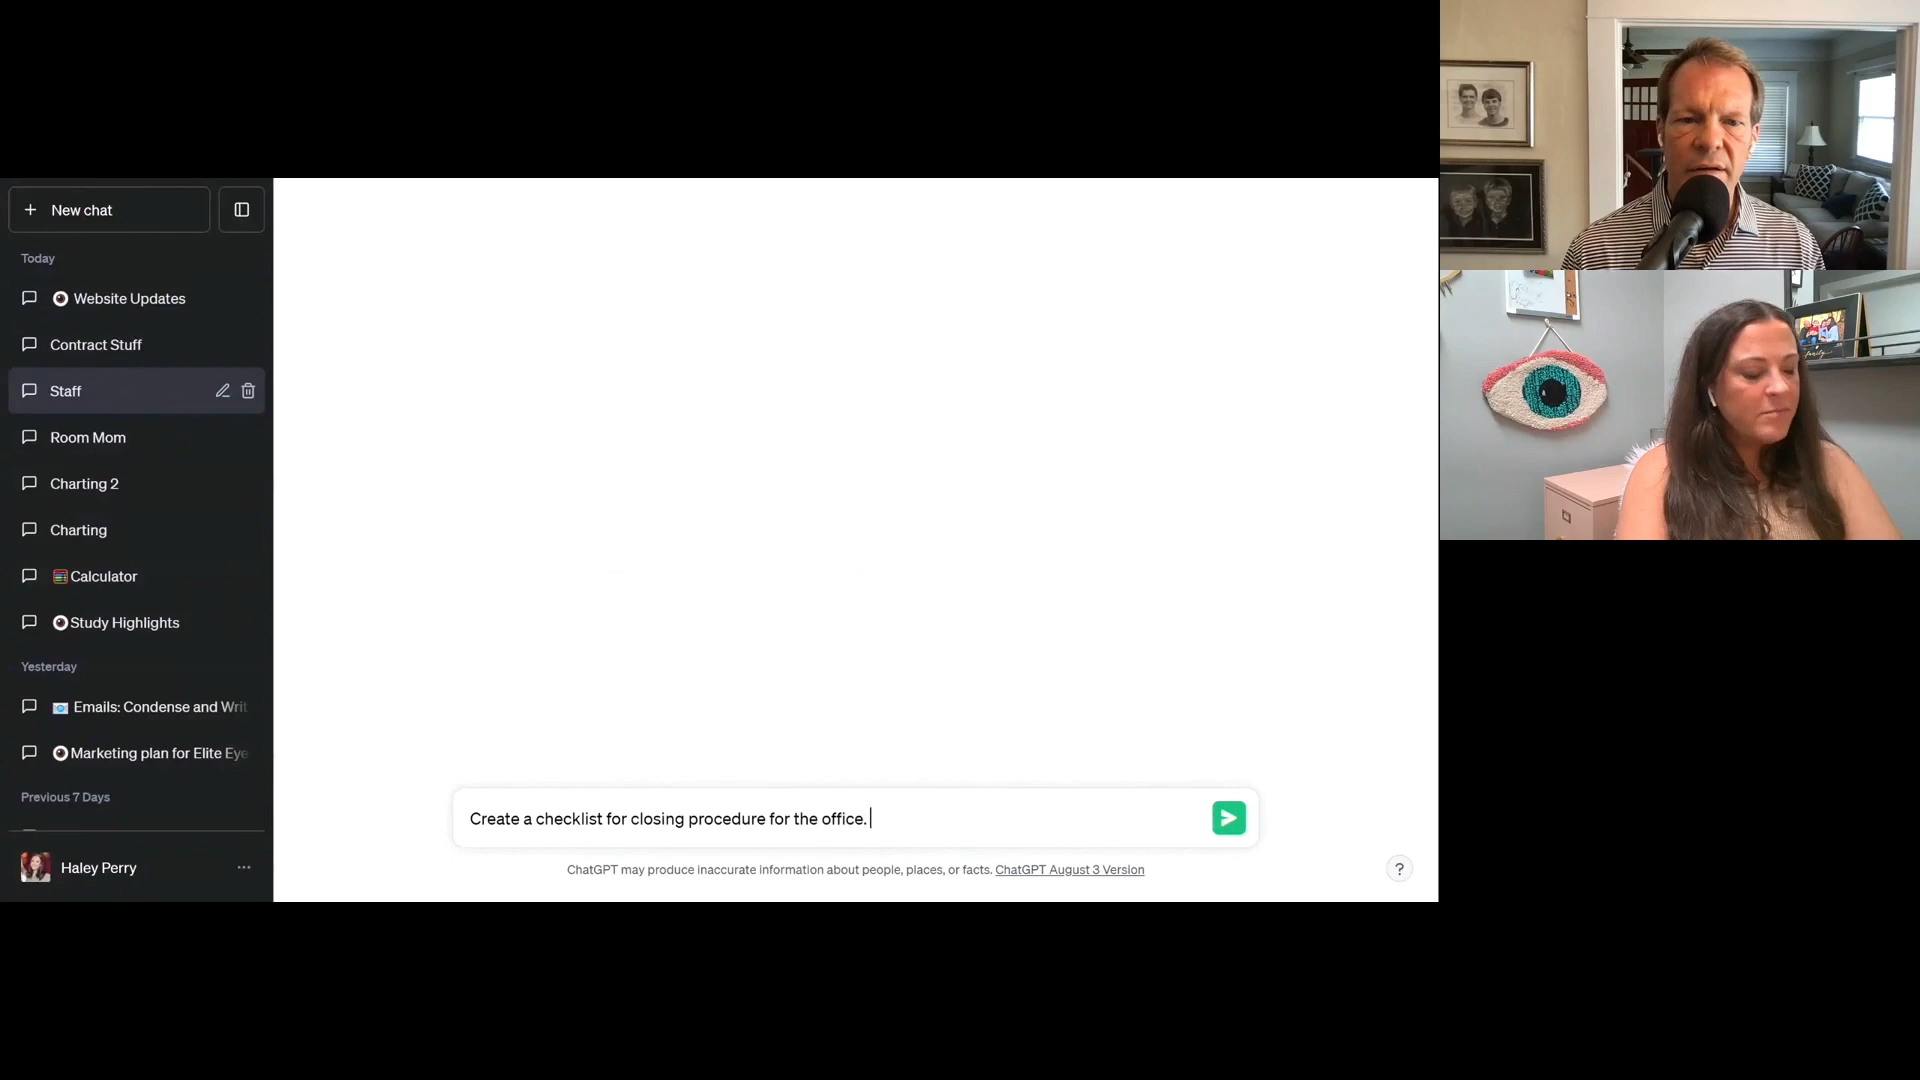 New chat
Today
Website Updates
Contract Stuff
Staff
Room Mom
Charting 2
Charting
Calculator
Study Highlights
Yesterday
Emails: Condense and Writ
Marketing plan for Elite Eye
Previous 7 Days
Haley Perry
Create a checklist for closing procedure for the office.
ChatGPT may produce inaccurate information about people, places, or facts. ChatGPT August 3 Version
?
family